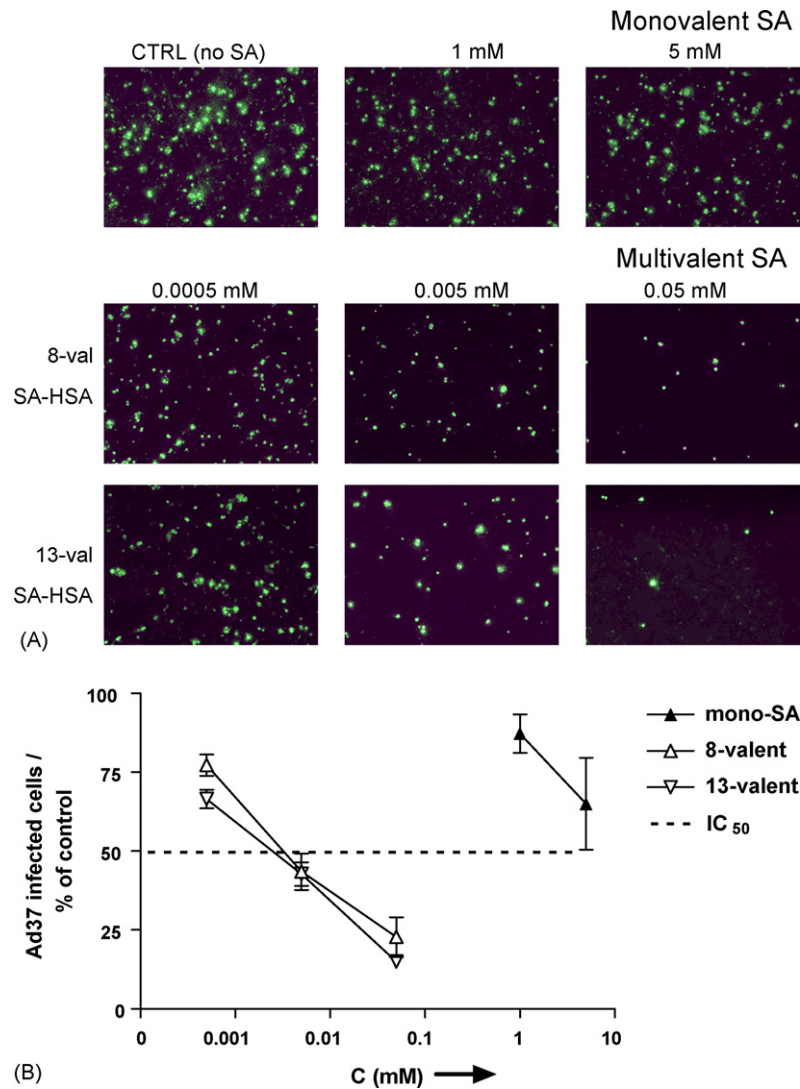 Monovalent SA
CTRL (no SA) 1 mM 5 mM
Multivalent SA
0.0005 mM 0.005 mM 0.05 mM
8-val
SA-HSA
13-val
SA-HSA
(A)
100
75
50
25
0
Ad37 infected cells /
% of control
0 0.001 0.01 0.1 1 10
C (mM)
mono-SA
8-valent
13-valent
IC50
(B)